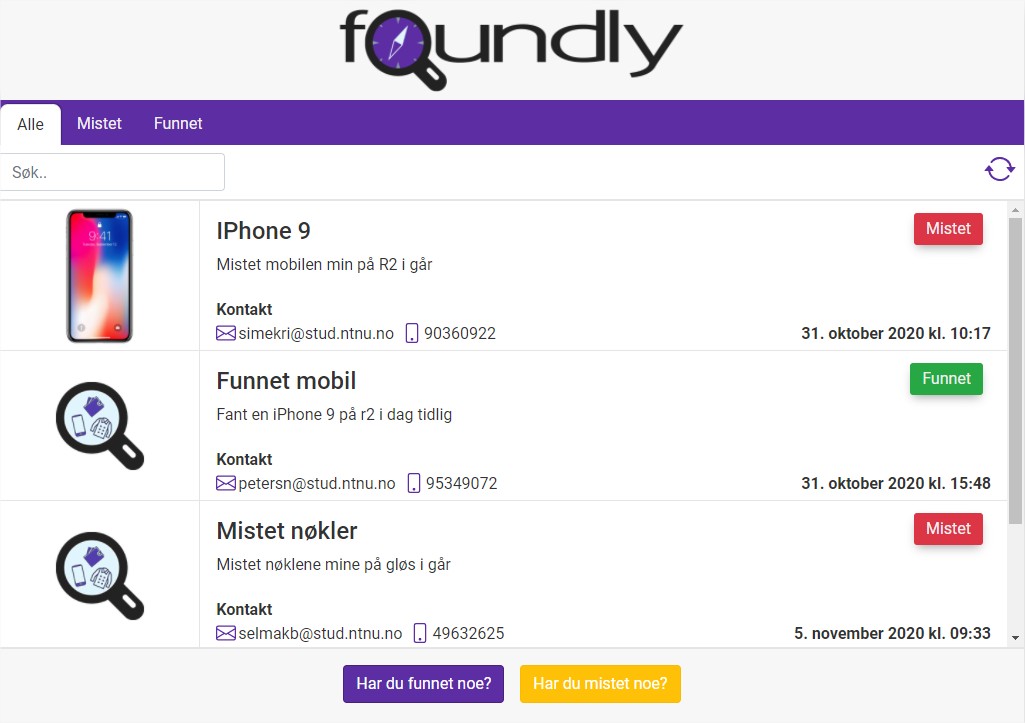 foundly
Alle Mistet Funnet
Søk..
9:41
IPhone 9 Mistet
Mistet mobilen min på R2 i går
Kontakt
simekri@stud.ntnu.no 90360922 31. oktober 2020 kl. 10:17
Funnet mobil Funnet
Fant en iPhone 9 på r2 i dag tidlig
Kontakt
petersn@stud.ntnu.no 95349072 31. oktober 2020 kl. 15:48
Mistet nøkler Mistet
Mistet nøklene mine på gløs i går
Kontakt
selmakb@stud.ntnu.no 49632625 5. november 2020 kl. 09:33
Har du funnet noe? Har du mistet noe?